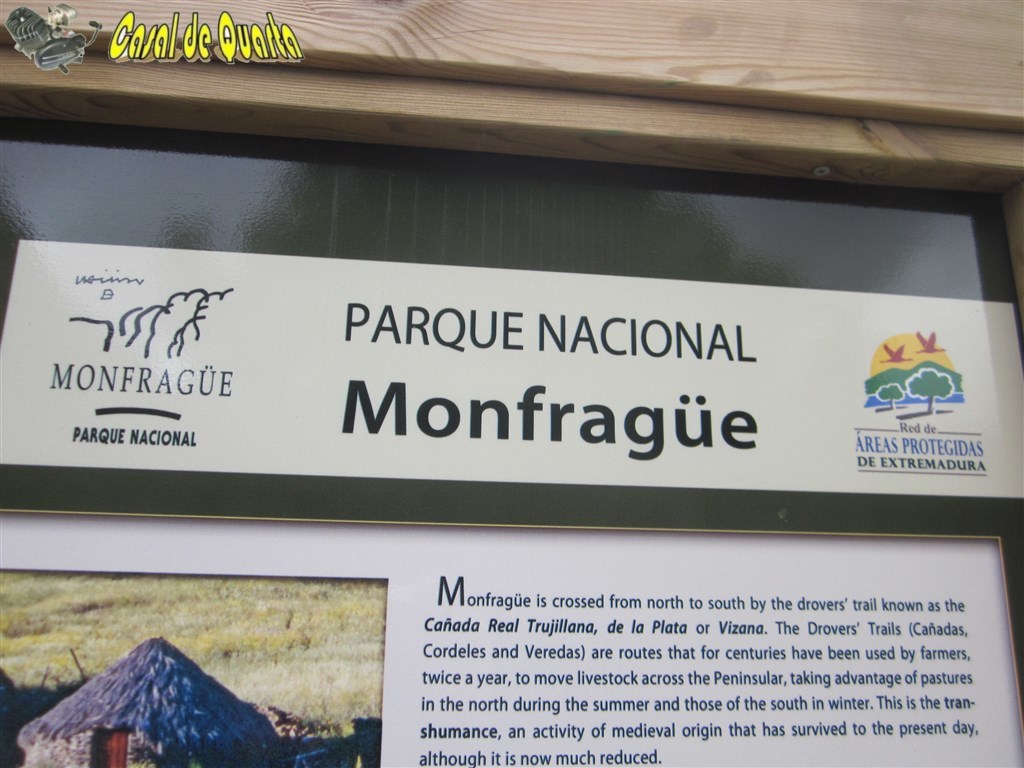 Casal de Quarta
MONFRAGÜE
PARQUE NACIONAL
PARQUE NACIONAL
Monfragüe
Red de
ÁREAS PROTEGIDAS
DE EXTREMADURA
Monfragüe is crossed from north to south by the drovers' trail known as the
Cañada Real Trujillana, de la Plata or Vizana. The Drovers' Trails (Cañadas,
Cordeles and Veredas) are routes that for centuries have been used by farmers,
twice a year, to move livestock across the Peninsular, taking advantage of pastures
in the north during the summer and those of the south in winter. This is the tran-
shumance, an activity of medieval origin that has survived to the present day,
although it is now much reduced.